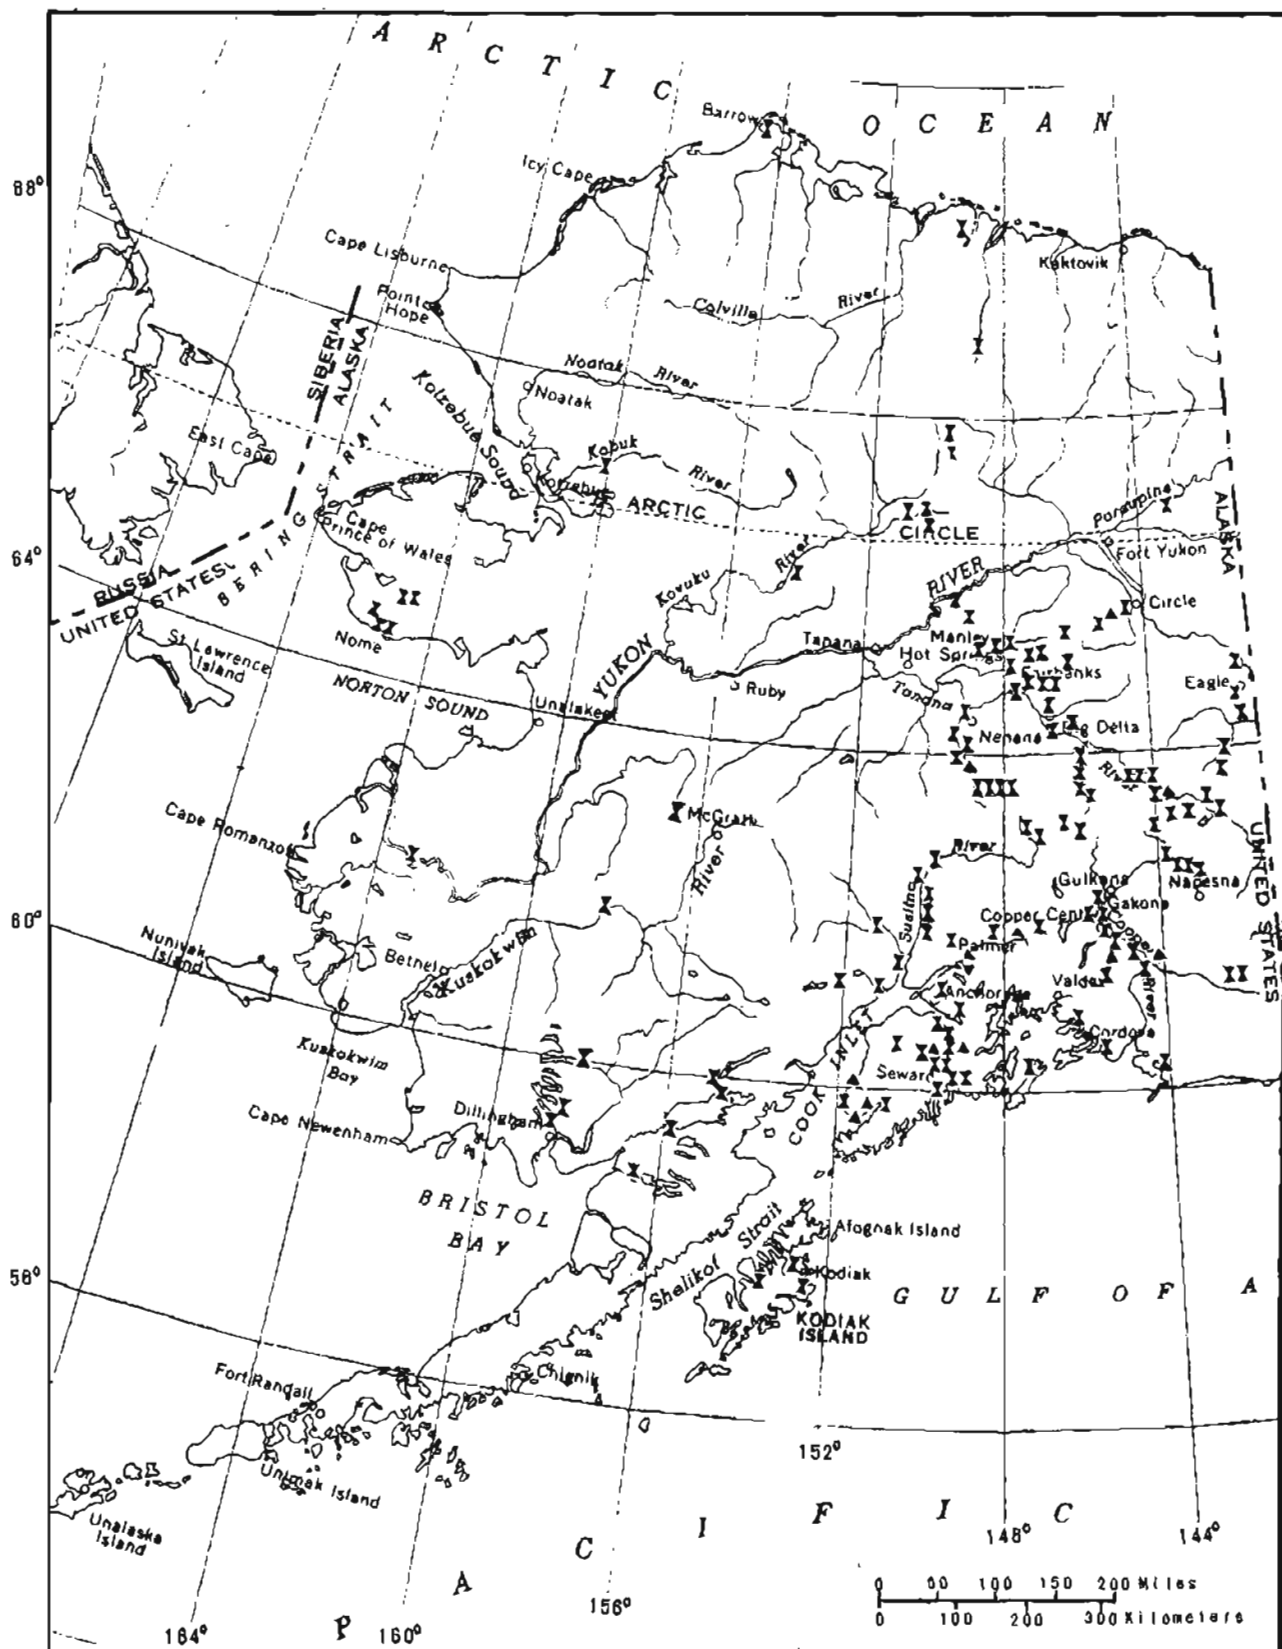 A R C T I C
O C E A N
Barrow
Icy Cape
68°
Cape Lisburne
Kaktovik
Point
Hope
Colville
River
SIBERIA
ALASKA
Noatak
River
Noatak
Kotzebue Sound
Kobuk
River
East Cape
STRAIT
Kotzebue
ARCTIC
CIRCLE
Porcupine
ALASKA
Cape
Prince of Wales
BERING
64°
River
Fort Yukon
RUSSIA
UNITED STATES
Koyuku
RIVER
Circle
St Lawrence
Island
Nome
YUKON
Tanana
Manley
Hot Springs
Fairbanks
Ruby
Tanana
Eagle
NORTON SOUND
Unalakeet
Nenana
Big Delta
River
Cape Romanzof
McGrath
River
River
UNITED STATES
Gulkana
Nabesna
60°
Susitna
Copper Cent
Gakona
Copper
River
Nunivak
Island
Bethel
Kuskokwim
Palmer
Anchorage
Valdez
Kuskokwim
Bay
COOK INLET
Cordova
Seward
Dillingham
Cape Newenham
BRISTOL
BAY
Strait
Shelikof
Afognak Island
Kodiak
56°
G U L F O F A
KODIAK
ISLAND
Chignik
Fort Randall
Unimak Island
152°
Unalaska
Island
P A C I F I C
148°
144°
156°
160°
164°
0 50 100 150 200 Miles
0 100 200 300 Kilometers